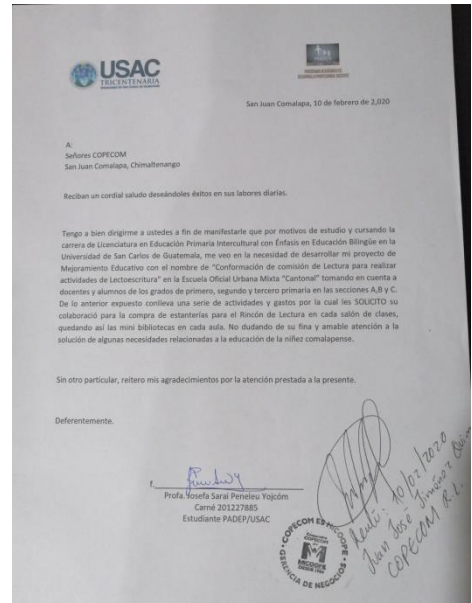 USAC
TRICENTENARIA
San Juan Comalapa, 10 de febrero de 2,020
A:
Señores COPECOM
San Juan Comalapa, Chimaltenango
Reciban un cordial saludo deseándoles éxitos en sus labores diarias.
Tengo a bien dirigirme a ustedes a fin de manifestarle que por motivos de estudio y cursando la
carrera de Licenciatura en Educación Primaria Intercultural con Énfasis en Educación Bilingüe en la
Universidad de San Carlos de Guatemala, me veo en la necesidad de desarrollar mi proyecto de
Mejoramiento Educativo con el nombre de "Conformación de comisión de Lectura para realizar
actividades de Lectoescritura" en la Escuela Oficial Urbana Mixta "Cantonal" tomando en cuenta a
docentes y alumnos de los grados de primero, segundo y tercero primaria en las secciones A,B y C.
De lo anterior expuesto conlleva una serie de actividades y gastos por la cual les SOLICITO su
colaboración para la compra de estanterías para el Rincón de Lectura en cada salón de clases,
quedando así las mini bibliotecas en cada aula. No dudando de su fina y amable atención a la
solución de algunas necesidades relacionadas a la educación de la niñez comalapense.
Sin otro particular, reitero mis agradecimientos por la atención prestada a la presente.
Deferentemente.
f.
Profa. Josefa Sarai Peneleu Yojcóm
Carné 201227885
Estudiante PADEP/USAC
COPECOM ES MICOOPE
MICOOPE
GERENCIA DE NEGOCIOS
10/02/2020
Juan José Jiménez
COPECOM R.L.